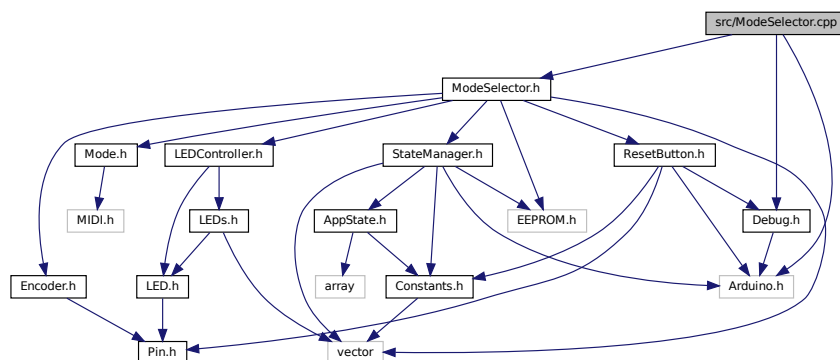 src/ModeSelector.cpp
ModeSelector.h
Mode.h
LEDController.h
StateManager.h
ResetButton.h
MIDI.h
LEDs.h
AppState.h
EEPROM.h
Debug.h
Encoder.h
LED.h
array
Constants.h
Arduino.h
Pin.h
vector